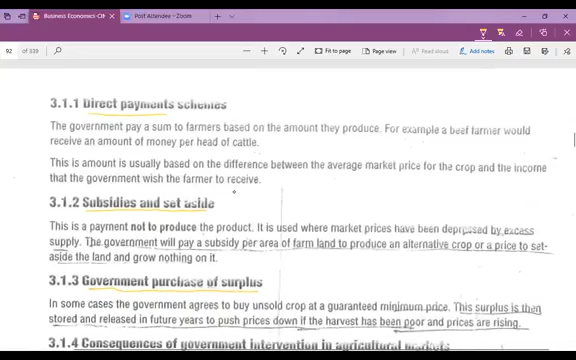 Business Economics-CMA
Post Attendee - Zoom
92 of 339
Fit to page
Page view
Read aloud
Add notes
3.1.1 Direct payments schemes
The government pay a sum to farmers based on the amount they produce. For example a beef farmer would
receive an amount of money per head of cattle.
This is amount is usually based on the difference between the average market price for the crop and the income
that the government wish the farmer to receive.
3.1.2 Subsidies and set aside
This is a payment not to produce the product. It is used where market prices have been depressed by excess
supply. The government will pay a subsidy per area of farm land to produce an alternative crop or a price to set-
aside the land and grow nothing on it.
3.1.3 Government purchase of surplus
In some cases the government agrees to buy unsold crop at a guaranteed minimum price. This surplus is then
stored and released in future years to push prices down if the harvest has been poor and prices are rising.
3.1.4 Consequences of government intervention in agricultural markets